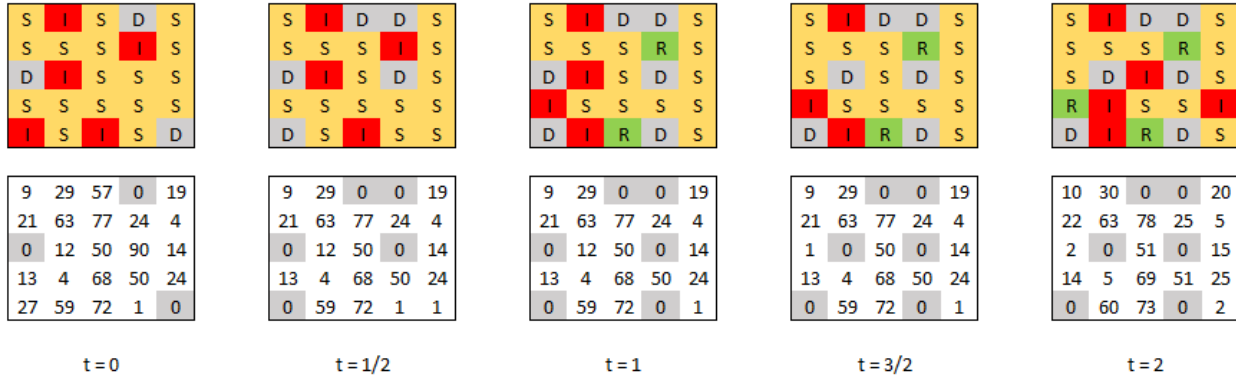 S I S D S
S S S I S
D I S S S
S S S S S
I S I S D
S I D D S
S S S I S
D I S D S
S S S S S
D S I S S
S I D D S
S S S R S
D I S D S
I S S S S
D I R D S
S I D D S
S S S R S
S D S D S
I S S S S
D I R D S
S I D D S
S S S R S
S D I D S
R I S S I
D I R D S
9 29 57 0 19
21 63 77 24 4
0 12 50 90 14
13 4 68 50 24
27 59 72 1 0
9 29 0 0 19
21 63 77 24 4
0 12 50 0 14
13 4 68 50 24
0 59 72 1 1
9 29 0 0 19
21 63 77 24 4
0 12 50 0 14
13 4 68 50 24
0 59 72 0 1
9 29 0 0 19
21 63 77 24 4
1 0 50 0 14
13 4 68 50 24
0 59 72 0 1
10 30 0 0 20
22 63 78 25 5
2 0 51 0 15
14 5 69 51 25
0 60 73 0 2
t = 0
t = 1/2
t = 1
t = 3/2
t = 2